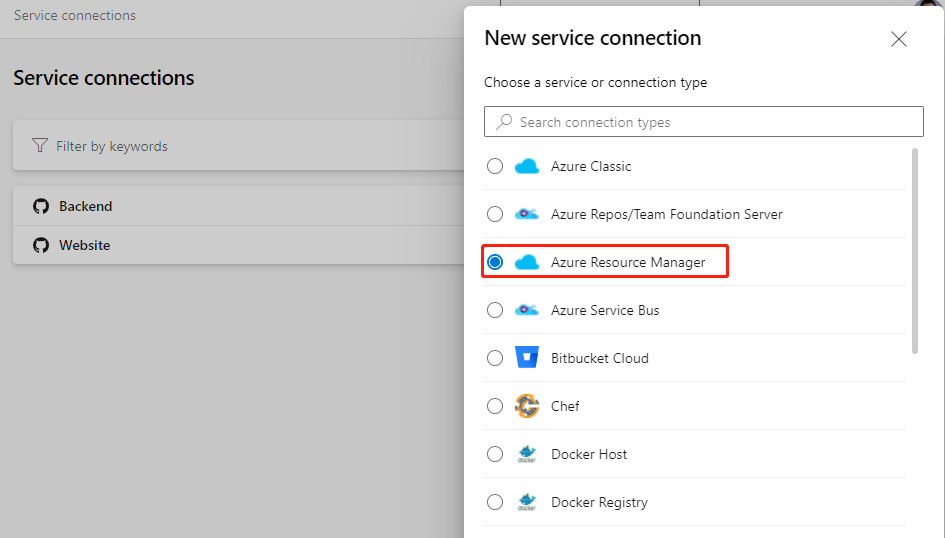 Service connections
Service connections
Filter by keywords
Backend
Website
New service connection
Choose a service or connection type
Search connection types
Azure Classic
Azure Repos/Team Foundation Server
Azure Resource Manager
Azure Service Bus
Bitbucket Cloud
Chef
docker
Docker Host
docker
Docker Registry